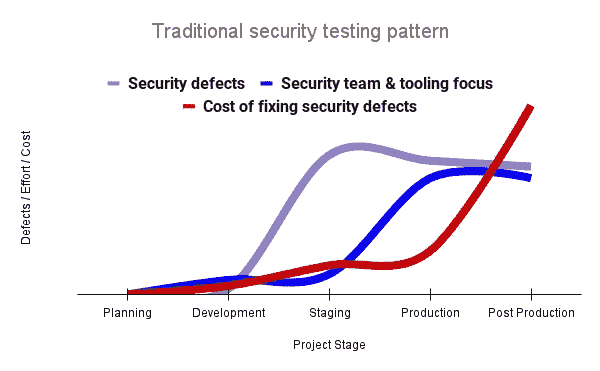 Traditional security testing pattern
Security defects
Security team & tooling focus
Cost of fixing security defects
Defects / Effort / Cost
Planning
Development
Staging
Production
Post Production
Project Stage